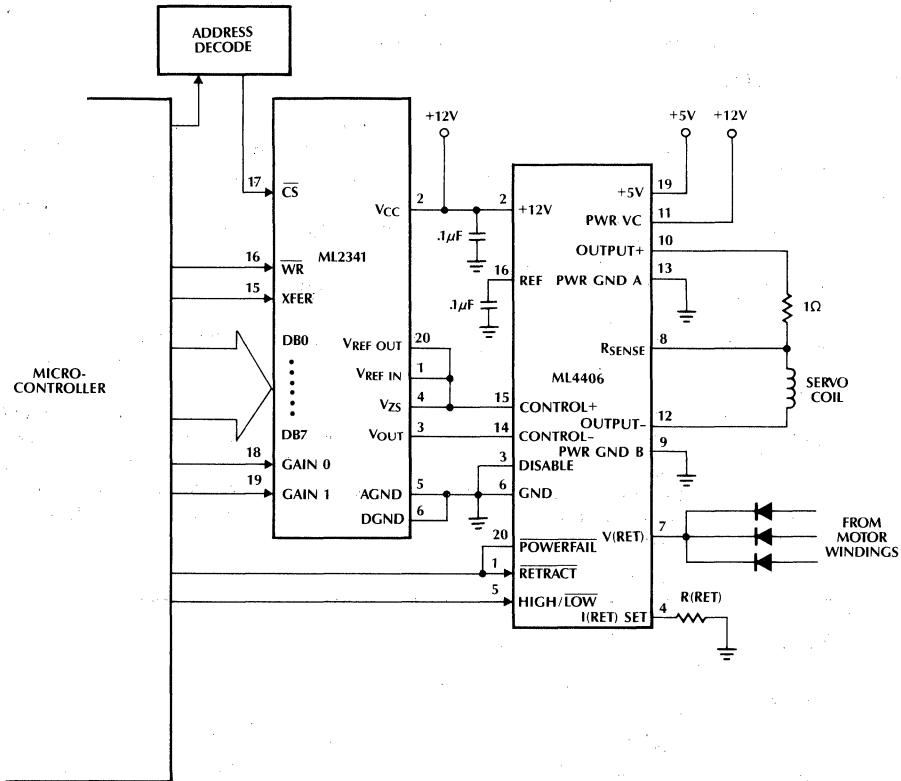 ADDRESS
DECODE
+12V
+5V
+12V
17
CS
2
VCC
2
+12V
+5V
19
PWR VC
11
.1µF
OUTPUT+
10
16
WR
ML2341
16
REF
PWR GND A
13
15
XFER
.1µF
1Ω
DB0
VREF OUT
20
RSENSE
8
MICRO-
CONTROLLER
VREF IN
1
ML4406
SERVO
COIL
VZS
4
15
CONTROL+
OUTPUT-
12
DB7
VOUT
3
14
CONTROL-
PWR GND B
9
18
GAIN 0
3
DISABLE
19
GAIN 1
AGND
5
6
GND
DGND
6
V(RET)
7
FROM
MOTOR
WINDINGS
20
POWERFAIL
1
RETRACT
5
HIGH/LOW
R(RET)
I(RET) SET
4